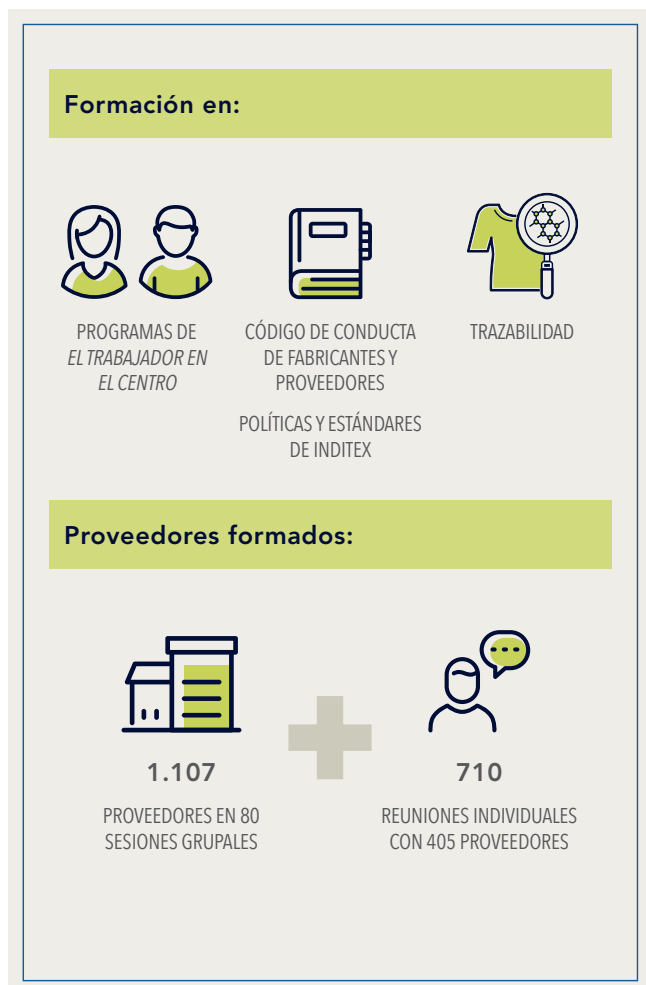 Formación en:
PROGRAMAS DE
EL TRABAJADOR EN
EL CENTRO
CÓDIGO DE CONDUCTA
DE FABRICANTES Y
PROVEEDORES
POLÍTICAS Y ESTÁNDARES
DE INDITEX
TRAZABILIDAD
Proveedores formados:
1.107
PROVEEDORES EN 80
SESIONES GRUPALES
710
REUNIONES INDIVIDUALES
CON 405 PROVEEDORES